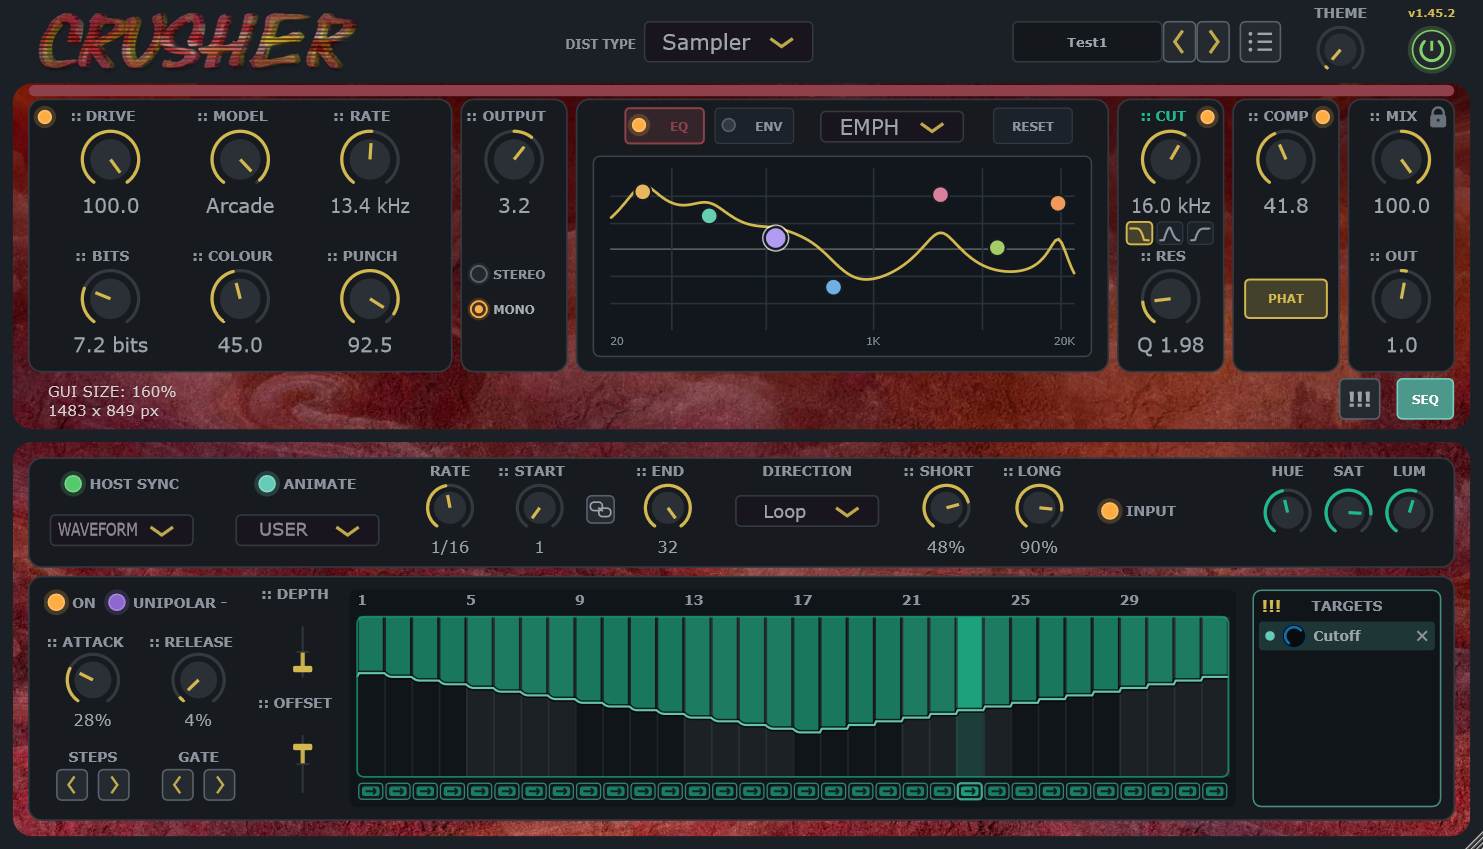 CRUSHER
DIST TYPE
Sampler
Test1
THEME
v1.45.2
:: DRIVE
:: MODEL
:: RATE
100.0
Arcade
13.4 kHz
:: BITS
:: COLOUR
:: PUNCH
7.2 bits
45.0
92.5
:: OUTPUT
3.2
STEREO
MONO
EQ
ENV
EMPH
RESET
20
1K
20K
:: CUT
16.0 kHz
:: RES
Q 1.98
:: COMP
41.8
PHAT
:: MIX
100.0
:: OUT
1.0
GUI SIZE: 160%
1483 x 849 px
!!!
SEQ
HOST SYNC
ANIMATE
WAVEFORM
USER
RATE
1/16
:: START
1
:: END
32
DIRECTION
Loop
:: SHORT
48%
:: LONG
90%
INPUT
HUE
SAT
LUM
ON
UNIPOLAR -
:: DEPTH
:: ATTACK
:: RELEASE
28%
4%
:: OFFSET
STEPS
GATE
1 5 9 13 17 21 25 29
!!! TARGETS
Cutoff